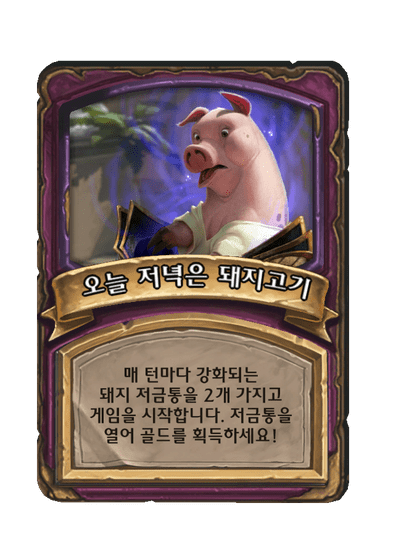 오늘 저녁은 돼지고기
매 턴마다 강화되는
돼지 저금통을 2개 가지고
게임을 시작합니다. 저금통을
열어 골드를 획득하세요!